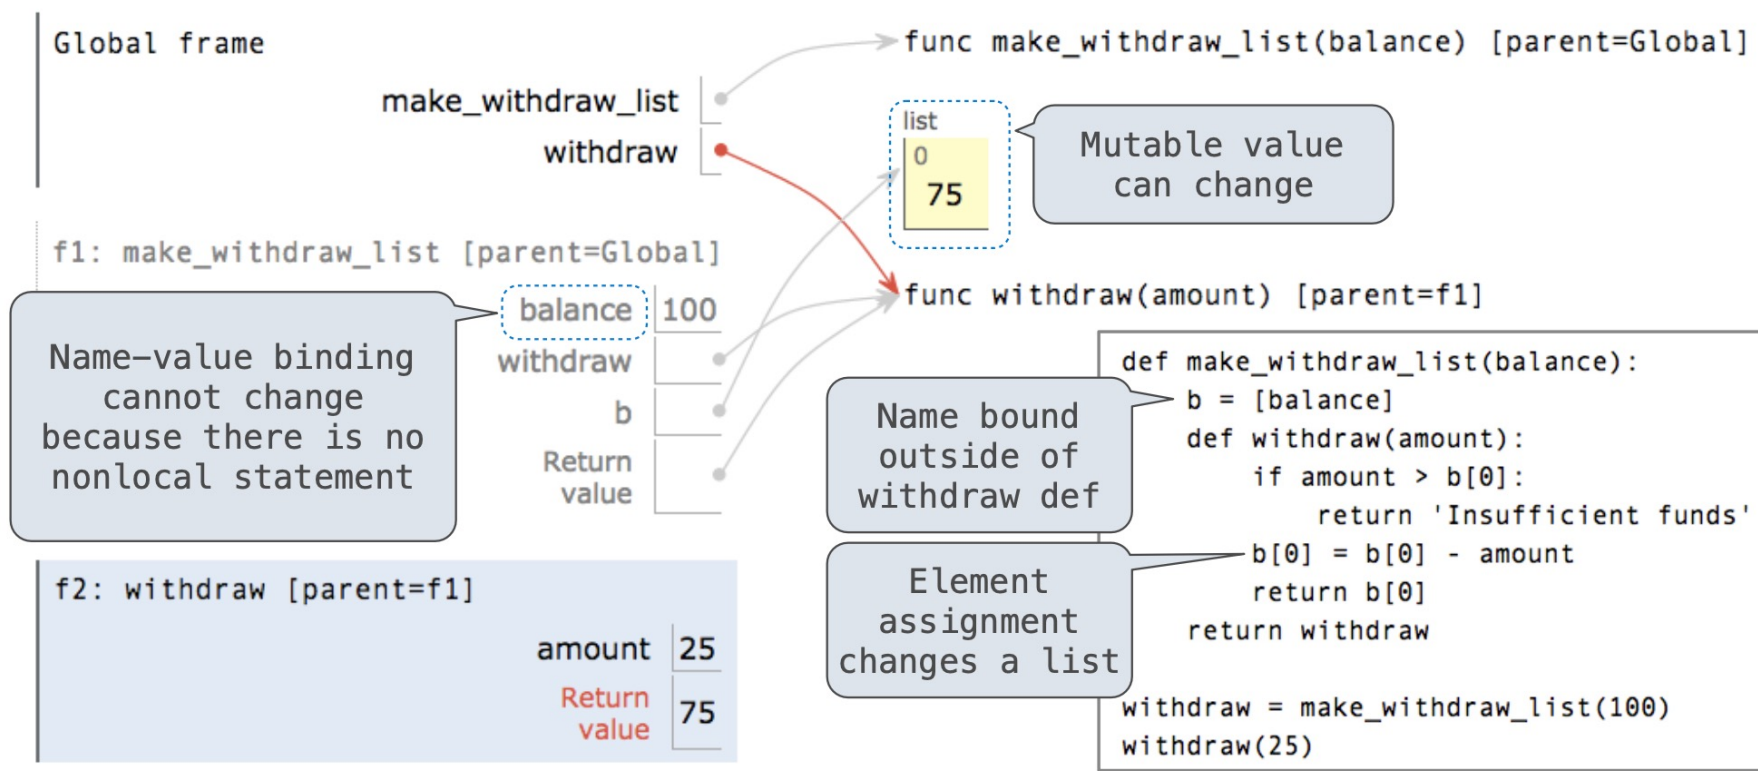 Global frame
make_withdraw_list
withdraw
func make_withdraw_list(balance) [parent=Global]
list
0
75
Mutable value
can change
f1: make_withdraw_list [parent=Global]
balance 100
withdraw
b
Return
value
func withdraw(amount) [parent=f1]
Name–value binding
cannot change
because there is no
nonlocal statement
f2: withdraw [parent=f1]
amount 25
Return
value 75
Name bound
outside of
withdraw def
Element
assignment
changes a list
def make_withdraw_list(balance):
    b = [balance]
    def withdraw(amount):
        if amount > b[0]:
            return 'Insufficient funds'
        b[0] = b[0] - amount
        return b[0]
    return withdraw
withdraw = make_withdraw_list(100)
withdraw(25)